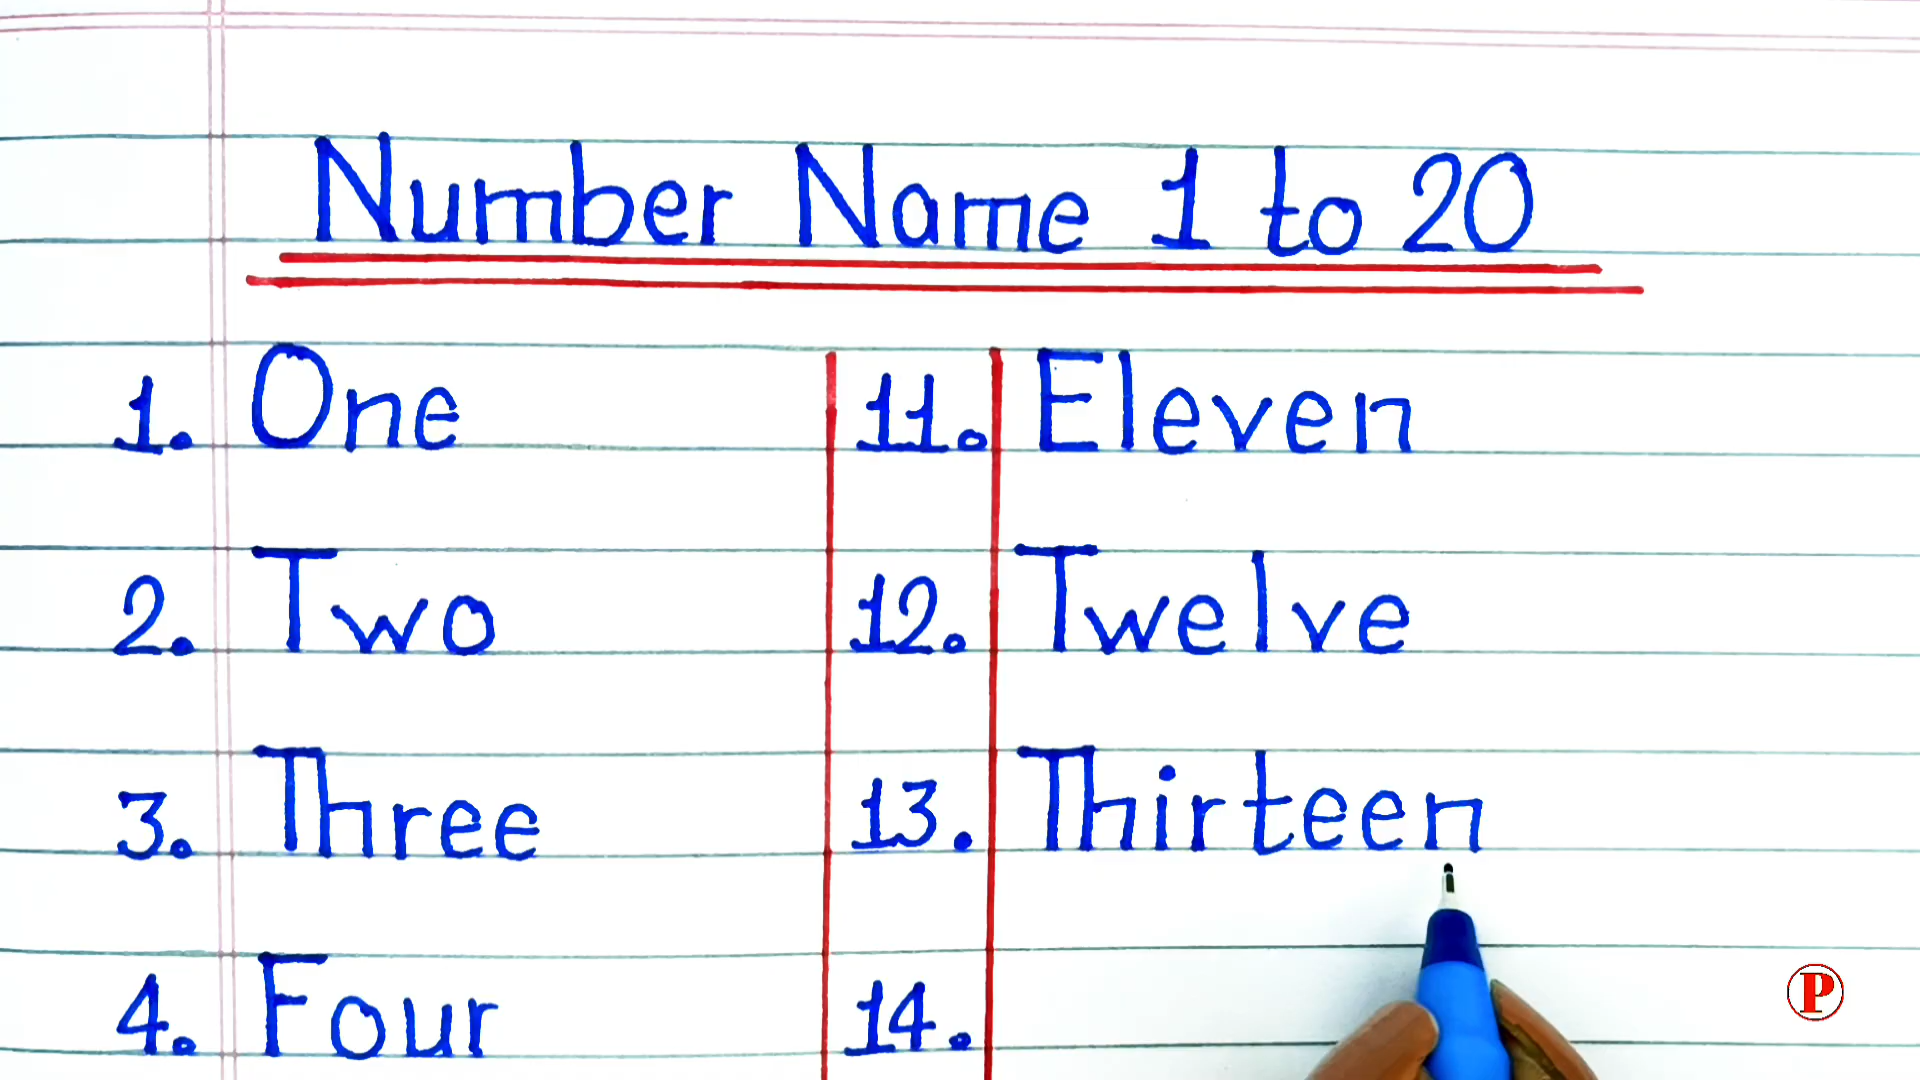 Number Name 1 to 20
1. One
2. Two
3. Three
4. Four
11. Eleven
12. Twelve
13. Thirteen
14.
P